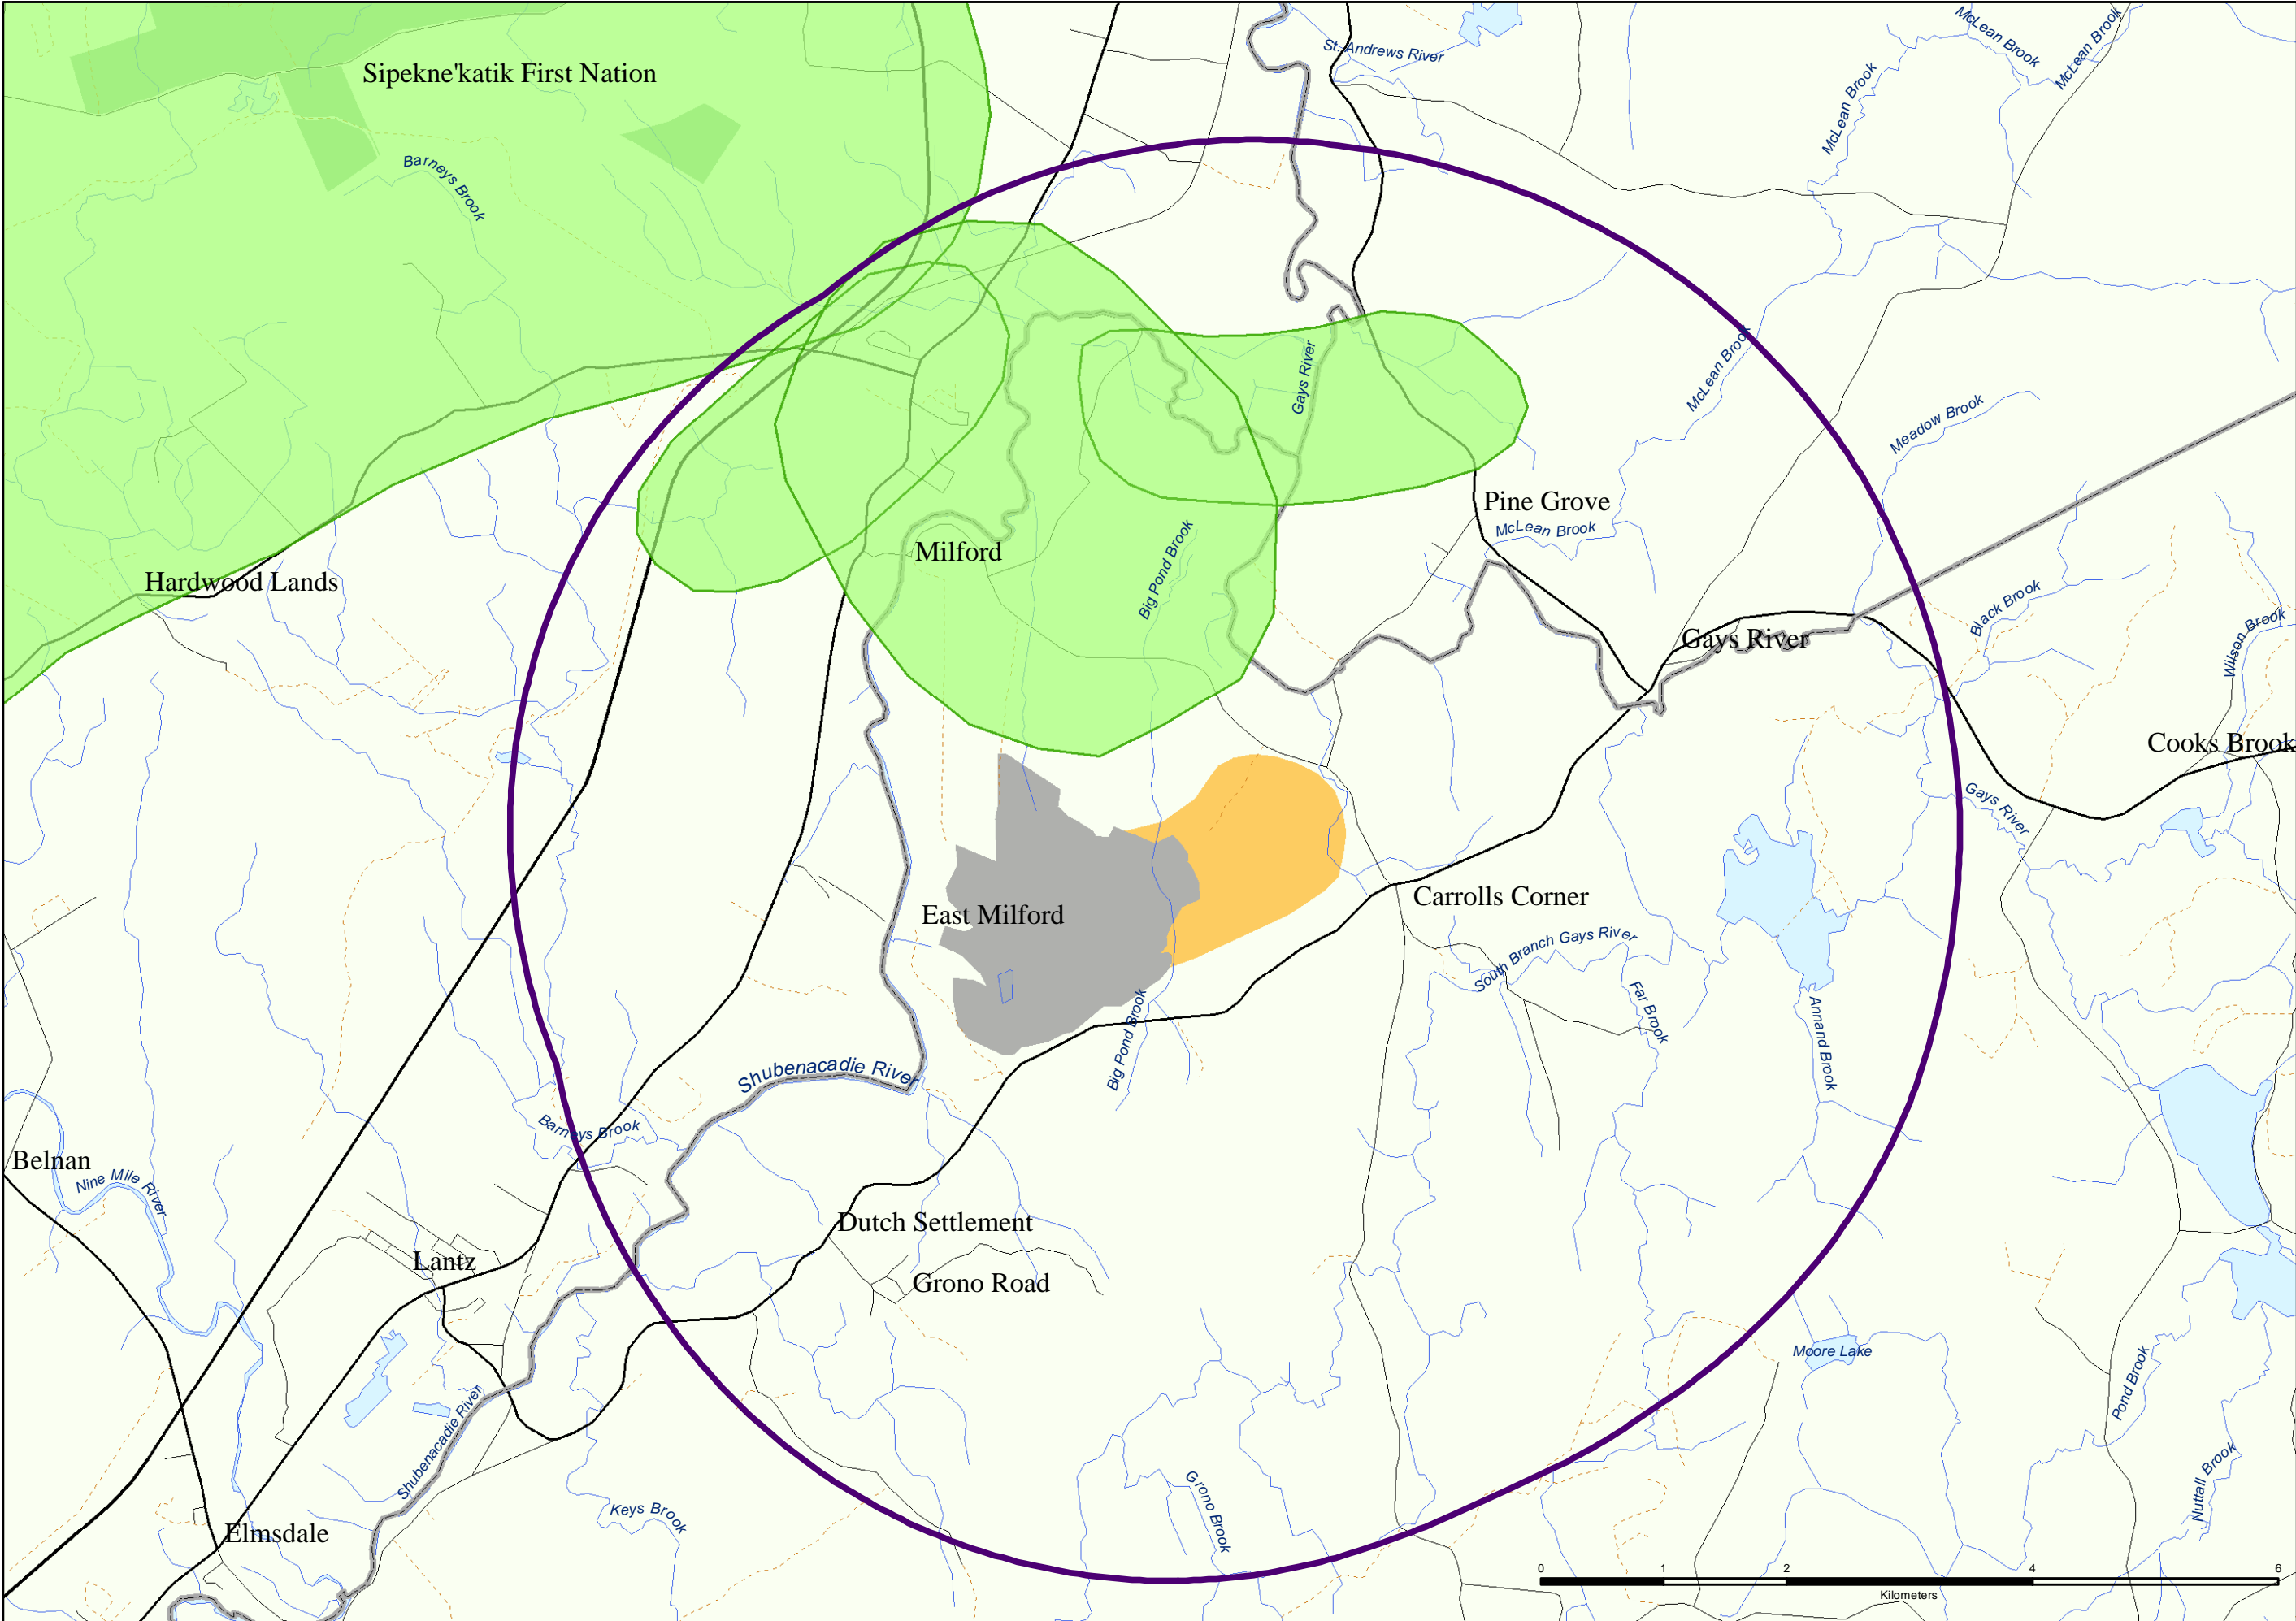 McLean Brook
McLean Brook
St. Andrews River
Sipekne'katik First Nation
McLean Brook
Barneys Brook
Gays River
McLean Brook
Meadow Brook
Pine Grove
McLean Brook
Milford
Big Pond Brook
Hardwood Lands
Black Brook
Gays River
Wilson Brook
Cooks Brook
Gays River
Carrolls Corner
East Milford
South Branch Gays River
Far Brook
Annand Brook
Big Pond Brook
Shubenacadie River
Barneys Brook
Belnan
Nine Mile River
Dutch Settlement
Lantz
Grono Road
Moore Lake
Pond Brook
Shubenacadie River
Nuttall Brook
Grono Brook
Keys Brook
Elmsdale
0 1 2 4 6
Kilometers